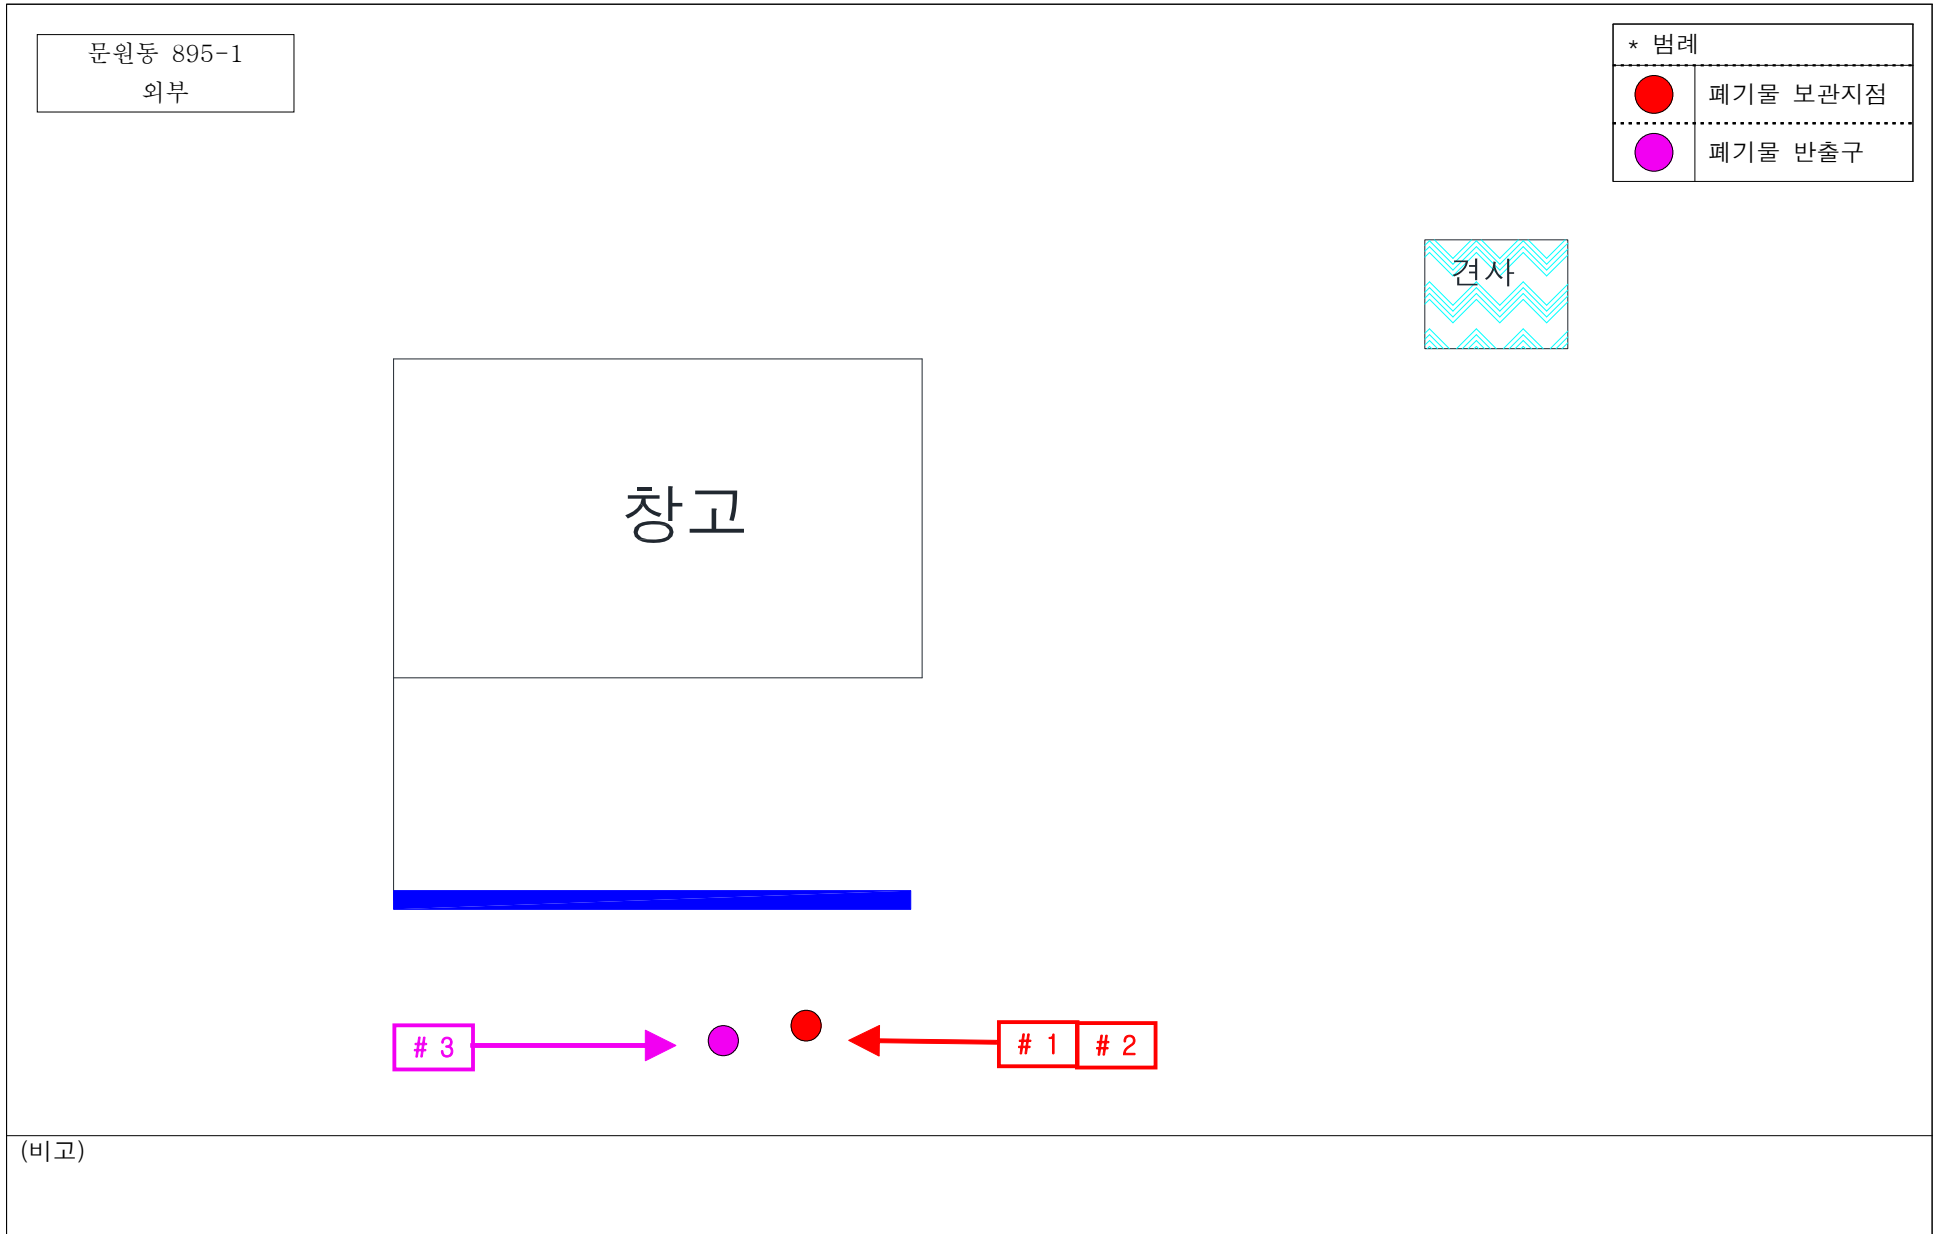 문원동 895-1
외부
* 범례
폐기물 보관지점
폐기물 반출구
견사
창고
# 3
# 1
# 2
(비고)